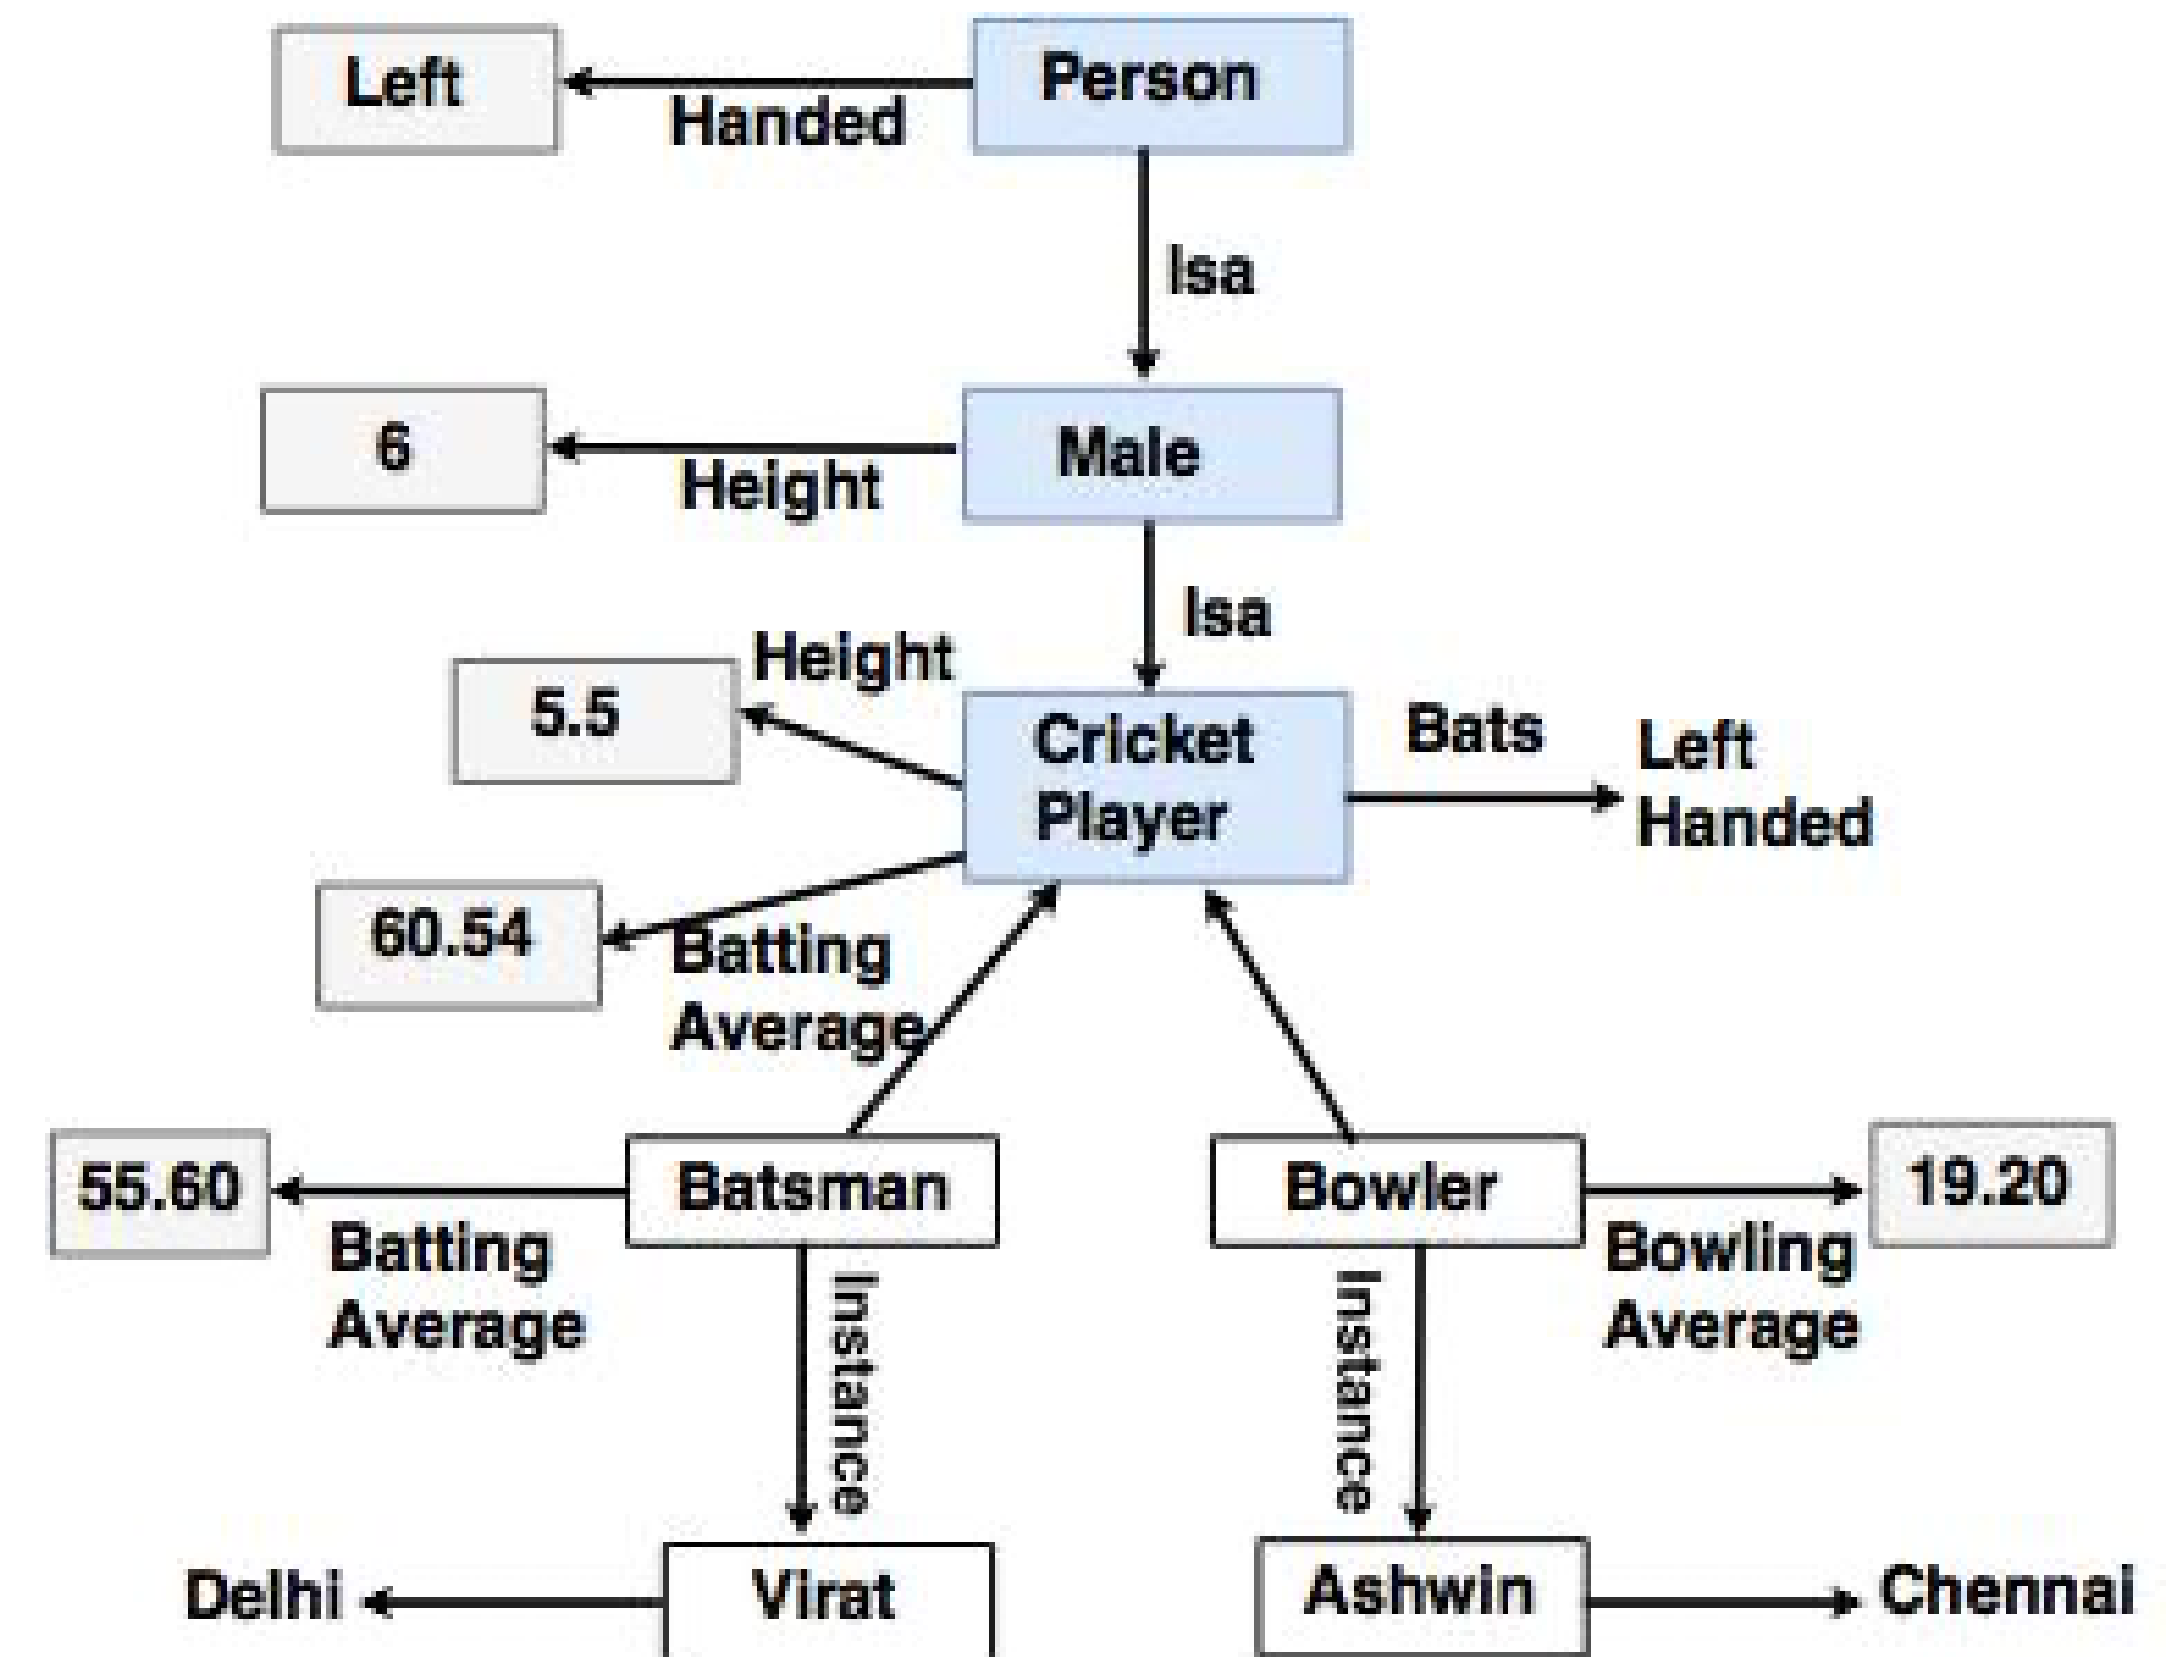 Left
Person
Handed
Isa
6
Male
Height
Isa
Height
5.5
Cricket
Player
Bats
Left
Handed
60.54
Batting
Average
55.60
Batsman
Bowler
19.20
Batting
Average
Bowling
Average
Instance
Instance
Delhi
Virat
Ashwin
Chennai